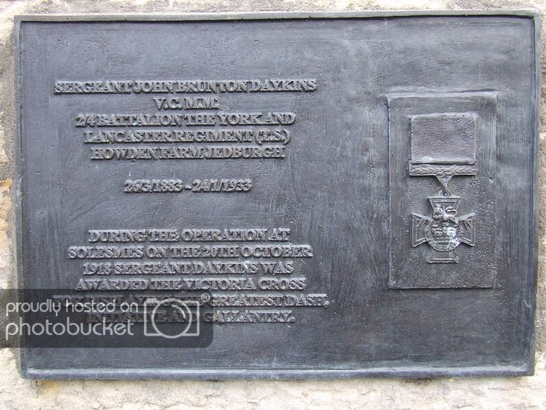 SERGEANT JOHN BRUNTON DAYKINS
V.C. M.M.
2/4 BATTALION THE YORK AND
LANCASTER REGIMENT (T.S.)
HOWDEN FARM JEDBURGH
26/3/1883 - 24/1/1933
DURING THE OPERATION AT
SOLESMES ON THE 20TH OCTOBER
1918 SERGEANT DAYKINS WAS
AWARDED THE VICTORIA CROSS
GREATEST DASH,
GALLANTRY.
proudly hosted on
photobucket®